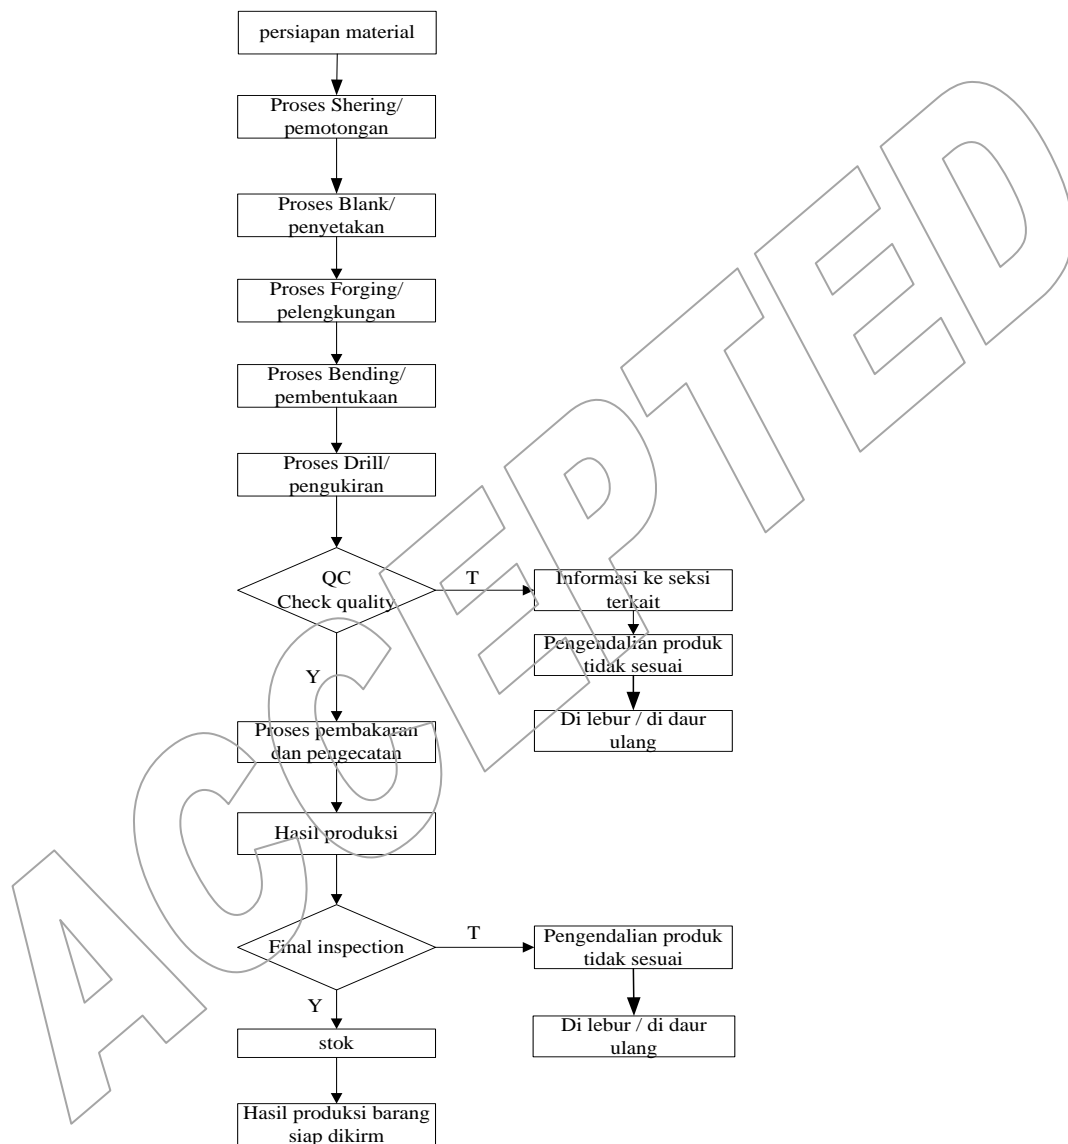 persiapan material
Proses Shering/
pemotongan
Proses Blank/
penyetakan
Proses Forging/
pelengkungan
Proses Bending/
pembentukaan
Proses Drill/
pengukiran
QC
Check quality
T
Informasi ke seksi
terkait
Pengendalian produk
tidak sesuai
Di lebur / di daur
ulang
Y
Proses pembakaran
dan pengecatan
Hasil produksi
Final inspection
T
Pengendalian produk
tidak sesuai
Di lebur / di daur
ulang
Y
stok
Hasil produksi barang
siap dikirm
ACCEPTED